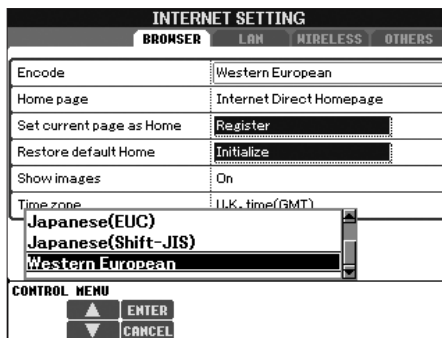 INTERNET SETTING
BROWSER LAN WIRELESS OTHERS
Encode Western European
Home page Internet Direct Homepage
Set current page as Home Register
Restore default Home Initialize
Show images On
Time zone U.K. time(GMT)
Japanese(EUC)
Japanese(Shift-JIS)
Western European
CONTROL MENU
ENTER
CANCEL